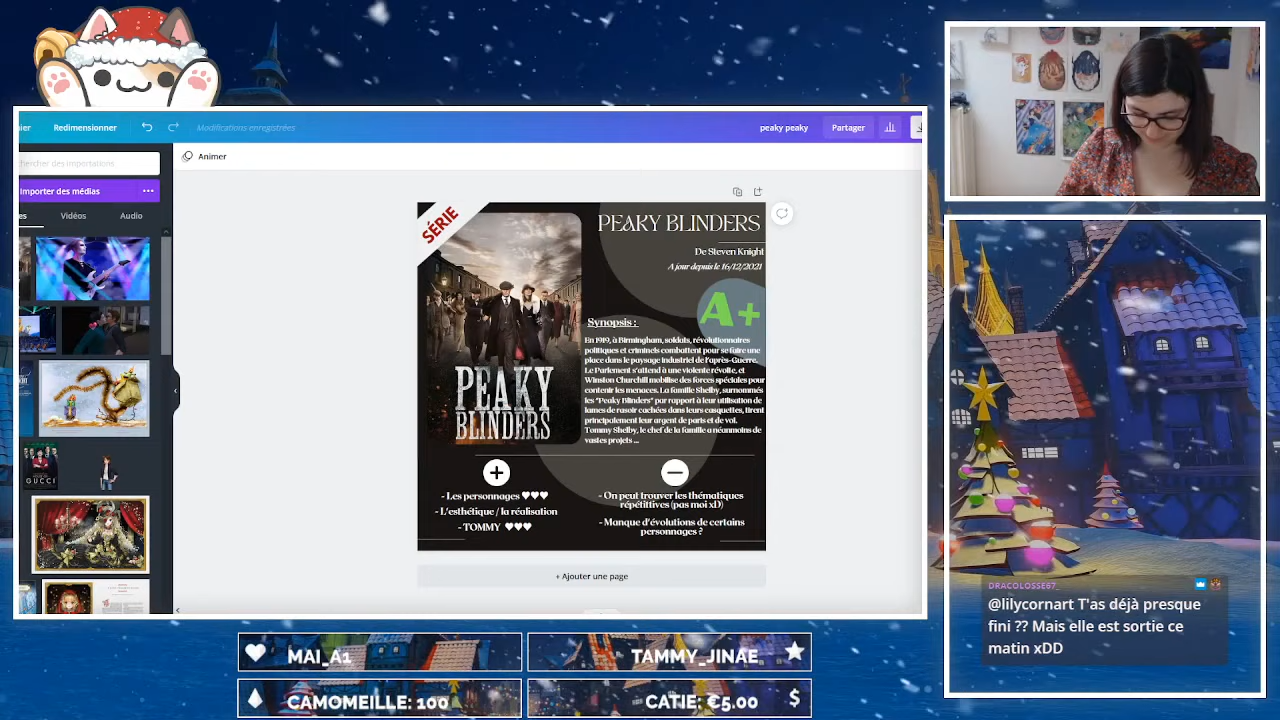 ier
Redimensionner
Modifications enregistrées
peaky peaky
Partager
chercher des importations
Importer des médias
es
Vidéos
Audio
Animer
GUCCI
SÉRIE
PEAKY BLINDERS
De Steven Knight
A jour depuis le 16/12/2021
A+
PEAKY
BLINDERS
Synopsis :
En 1919, à Birmingham, soldats, révolutionnaires
politiques et criminels combattent pour se faire une
place dans le paysage industriel de l'après-Guerre.
Le Parlement s'attend à une violente révolte, et
Winston Churchill mobilise des forces spéciales pour
contenir les menaces. La famille Shelby, surnommés
les "Peaky Blinders" par rapport à leur utilisation de
lames de rasoir cachées dans leurs casquettes, tirent
principalement leur argent de paris et de vol.
Tommy Shelby, le chef de la famille a néanmoins de
vastes projets ...
- Les personnages ♥♥♥
- L'esthétique / la réalisation
- TOMMY ♥♥♥
- On peut trouver les thématiques
répétitives (pas moi xD)
- Manque d'évolutions de certains
personnages ?
+ Ajouter une page
DRACOLOSSE67_
@lilycornart T'as déjà presque
fini ?? Mais elle est sortie ce
matin xDD
MAI_A1
TAMMY_JINAE_
CAMOMEILLE: 100
CATIE: €5.00